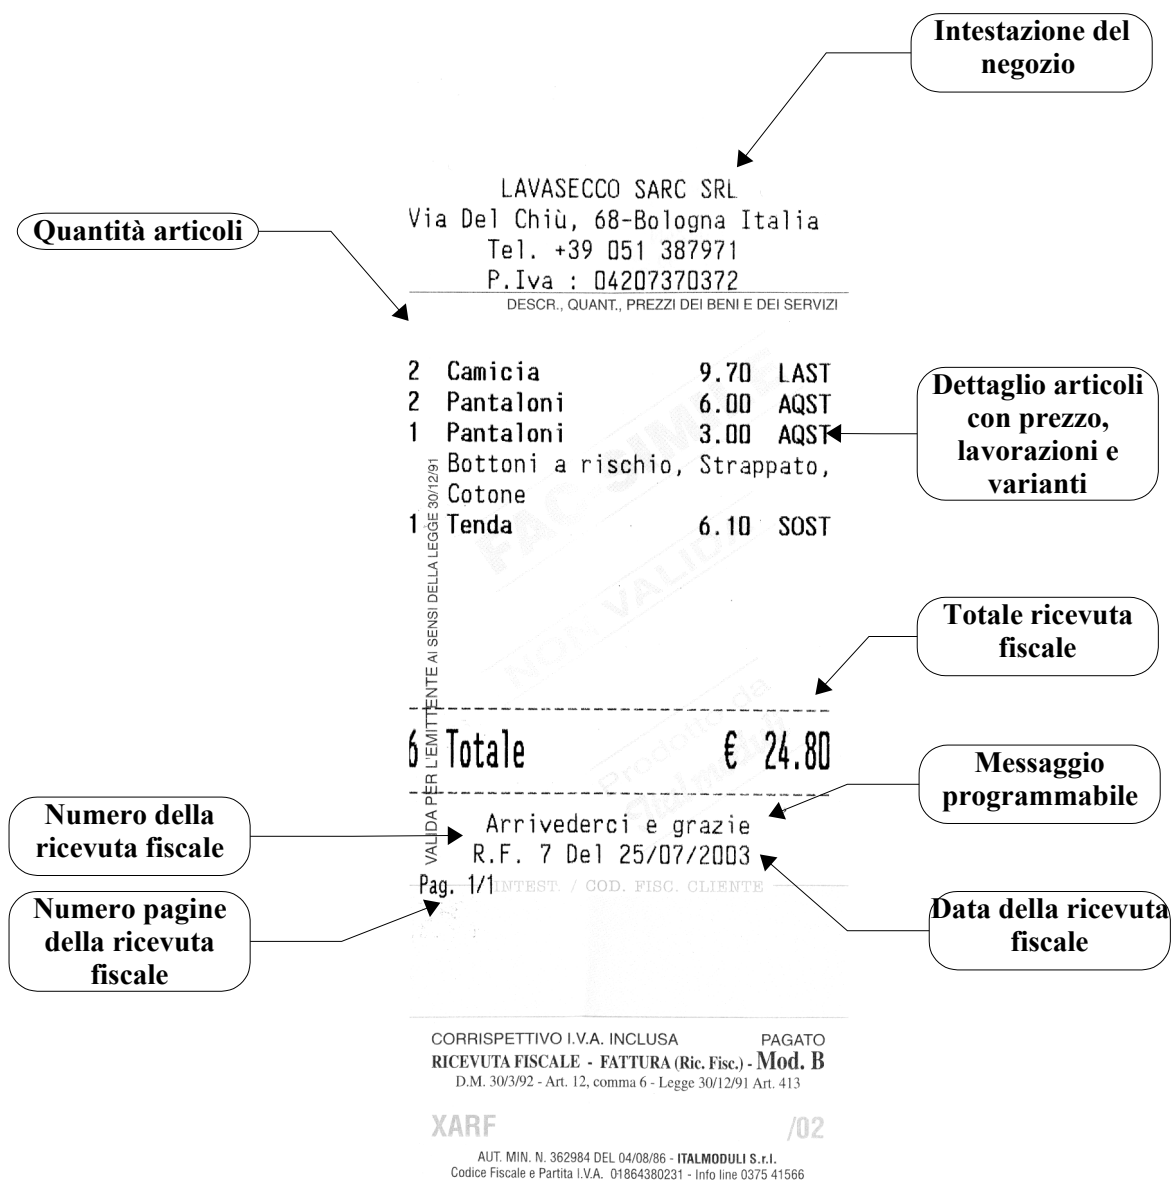 Intestazione del
negozio
LAVASECCO SARC SRL
Via Del Chiù, 68-Bologna Italia
Tel. +39 051 387971
P.Iva : 04207370372
Quantità articoli
DESCR., QUANT., PREZZI DEI BENI E DEI SERVIZI
2 Camicia 9.70 LAST
2 Pantaloni 6.00 AQST
1 Pantaloni 3.00 AQST
Bottoni a rischio, Strappato,
Cotone
1 Tenda 6.10 SOST
Dettaglio articoli
con prezzo,
lavorazioni e
varianti
FAC SIMILE
NON VALIDA
Prodotto da
Italmoduli
VALIDA PER L'EMITTENTE AI SENSI DELLA LEGGE 30/12/91
Totale ricevuta
fiscale
6 Totale € 24.80
Messaggio
programmabile
Numero della
ricevuta fiscale
Arrivederci e grazie
R.F. 7 Del 25/07/2003
Pag. 1/1
INTEST. / COD. FISC. CLIENTE
Numero pagine
della ricevuta
fiscale
Data della ricevuta
fiscale
CORRISPETTIVO I.V.A. INCLUSA PAGATO
RICEVUTA FISCALE - FATTURA (Ric. Fisc.) - Mod. B
D.M. 30/3/92 - Art. 12, comma 6 - Legge 30/12/91 Art. 413
XARF /02
AUT. MIN. N. 362984 DEL 04/08/86 - ITALMODULI S.r.l.
Codice Fiscale e Partita I.V.A. 01864380231 - Info line 0375 41566